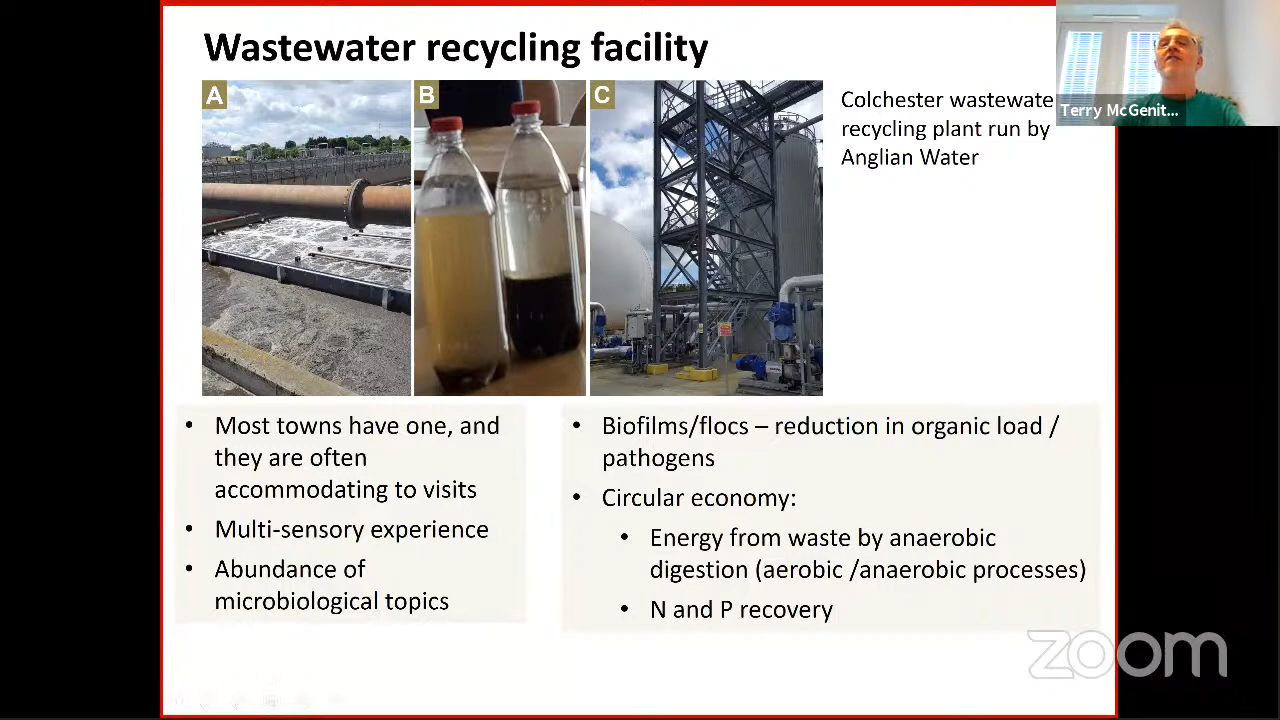 Wastewater recycling facility
A
B
C
Colchester wastewate
recycling plant run by
Anglian Water
Terry McGenit...
• Most towns have one, and
they are often
accommodating to visits
• Multi-sensory experience
• Abundance of
microbiological topics
• Biofilms/flocs – reduction in organic load /
pathogens
• Circular economy:
• Energy from waste by anaerobic
digestion (aerobic /anaerobic processes)
• N and P recovery
zoom